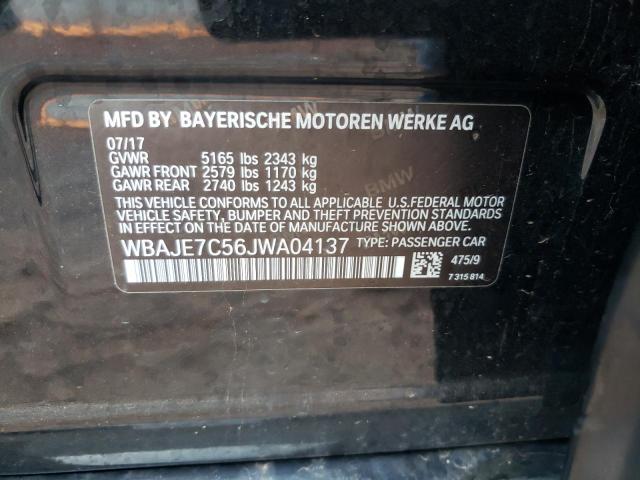 MFD BY BAYERISCHE MOTOREN WERKE AG
07/17
GVWR 5165 lbs 2343 kg
GAWR FRONT 2579 lbs 1170 kg
GAWR REAR 2740 lbs 1243 kg
THIS VEHICLE CONFORMS TO ALL APPLICABLE U.S.FEDERAL MOTOR
VEHICLE SAFETY, BUMPER AND THEFT PREVENTION STANDARDS
IN EFFECT ON THE DATE OF MANUFACTURE SHOWN ABOVE.
WBAJE7C56JWA04137 TYPE: PASSENGER CAR
475/9
7 315 814
BMW
BMW
BMW